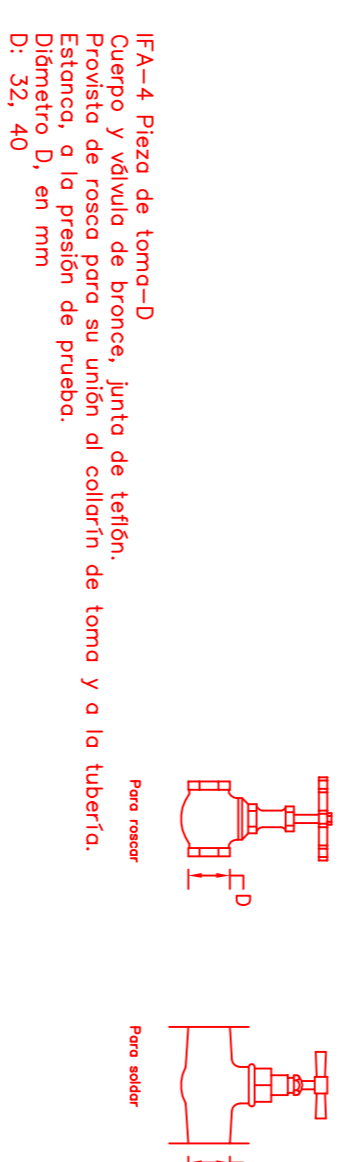 IFA-4 Pieza de toma-D
Cuerpo y válvula de bronce, junta de teflón.
Provista de rosca para su unión al collarín de toma y a la tubería.
Estanca, a la presión de prueba.
Diámetro D, en mm
D: 32, 40
Para roscar
D
Para soldar